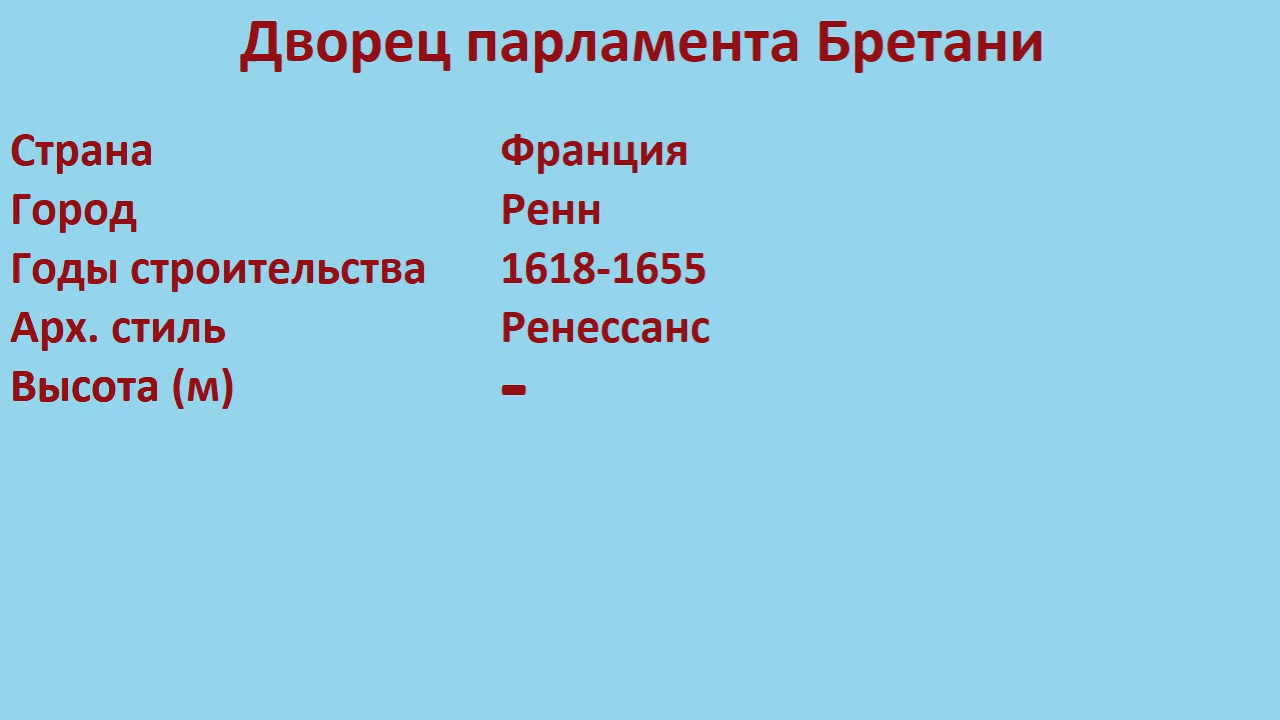 Дворец парламента Бретани
Страна Франция
Город Ренн
Годы строительства 1618-1655
Арх. стиль Ренессанс
Высота (м) -